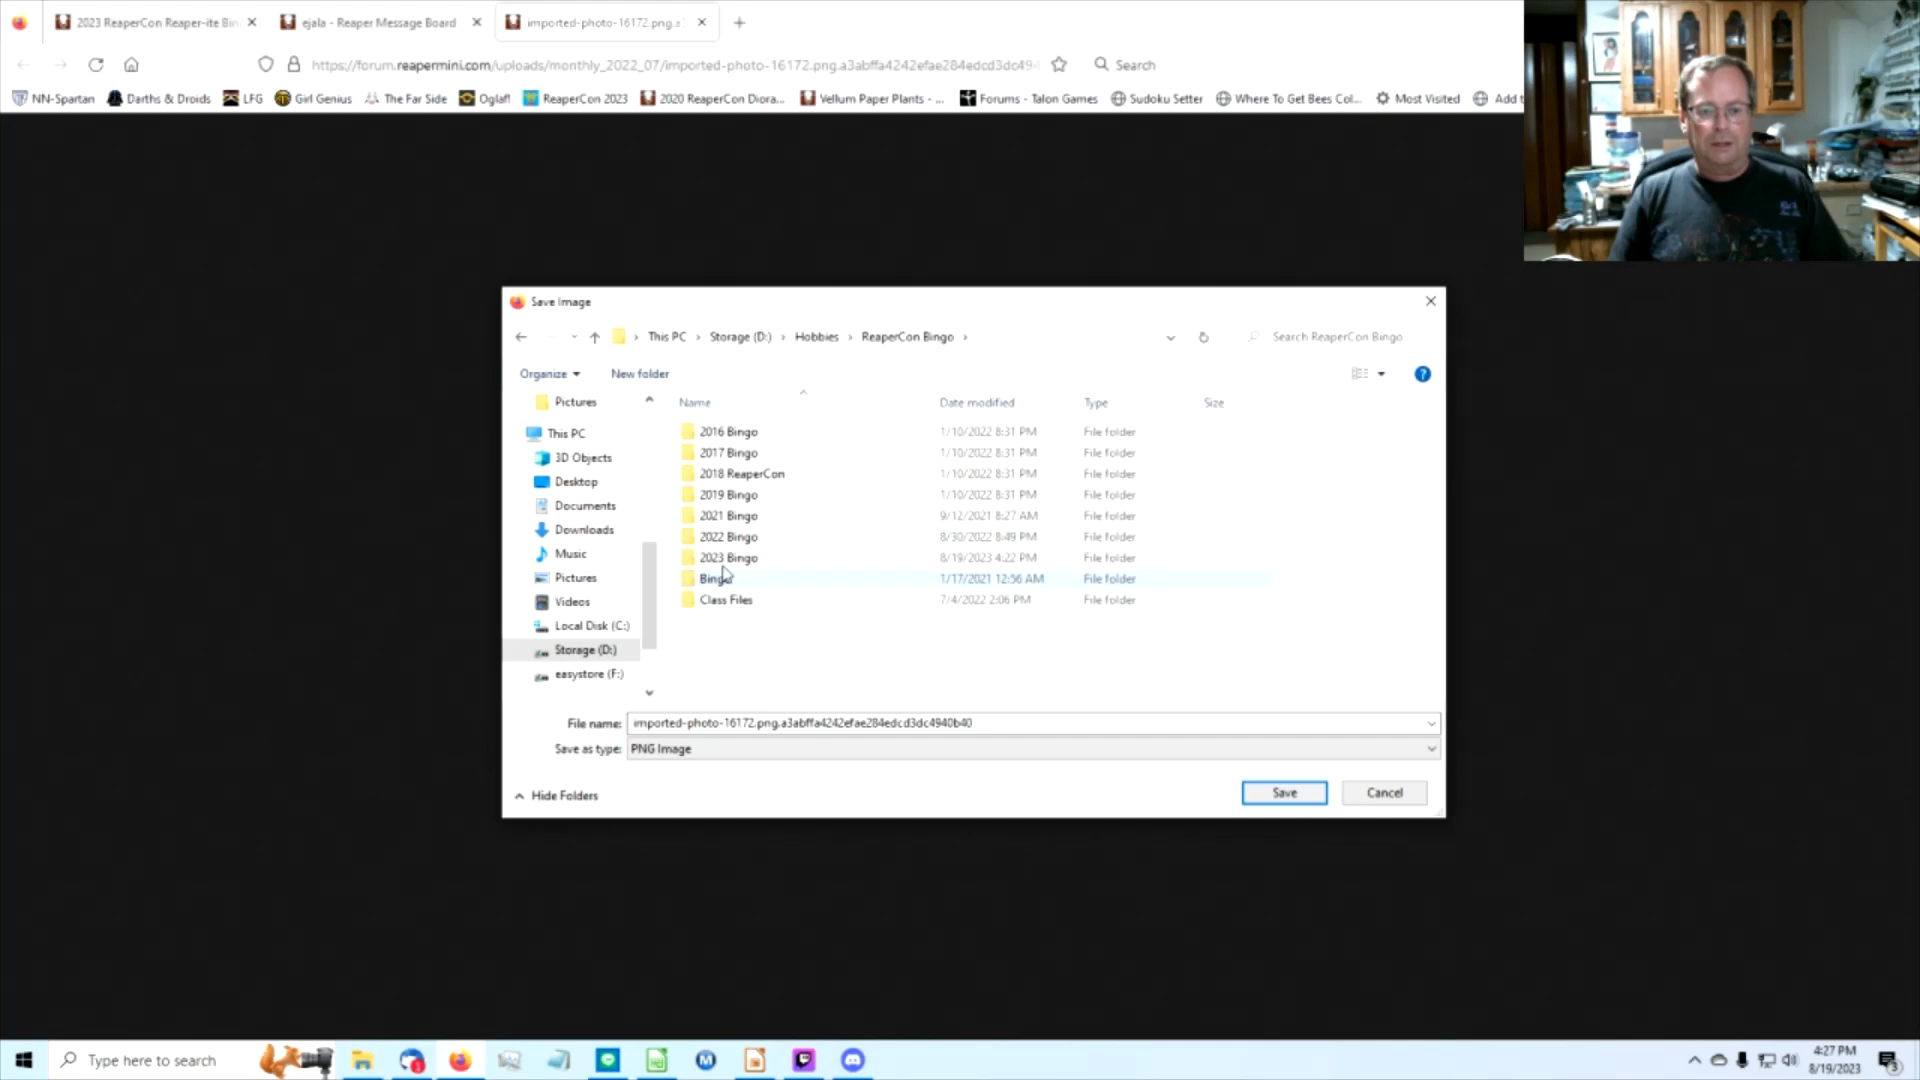 2023 ReaperCon Reaper-ite Bin
ejala - Reaper Message Board
imported-photo-16172.png.a
https://forum.reapermini.com/uploads/monthly_2022_07/imported-photo-16172.png.a3abffa4242efae284edcd3dc49
Search
NN-Spartan
Darths & Droids
LFG
Girl Genius
The Far Side
Oglaf!
ReaperCon 2023
2020 ReaperCon Diora...
Vellum Paper Plants - ...
Forums - Talon Games
Sudoku Setter
Where To Get Bees Col...
Most Visited
Add t
Save Image
This PC > Storage (D:) > Hobbies > ReaperCon Bingo >
Search ReaperCon Bingo
Organize
New folder
Pictures
This PC
3D Objects
Desktop
Documents
Downloads
Music
Pictures
Videos
Local Disk (C:)
Storage (D:)
easystore (F:)
Name Date modified Type Size
2016 Bingo 1/10/2022 8:31 PM File folder
2017 Bingo 1/10/2022 8:31 PM File folder
2018 ReaperCon 1/10/2022 8:31 PM File folder
2019 Bingo 1/10/2022 8:31 PM File folder
2021 Bingo 9/12/2021 8:27 AM File folder
2022 Bingo 8/30/2022 8:49 PM File folder
2023 Bingo 8/19/2023 4:22 PM File folder
Bingo 1/17/2021 12:56 AM File folder
Class Files 7/4/2022 2:06 PM File folder
File name: imported-photo-16172.png.a3abffa4242efae284edcd3dc4940b40
Save as type: PNG Image
Hide Folders
Save
Cancel
Type here to search
4:27 PM
8/19/2023
3